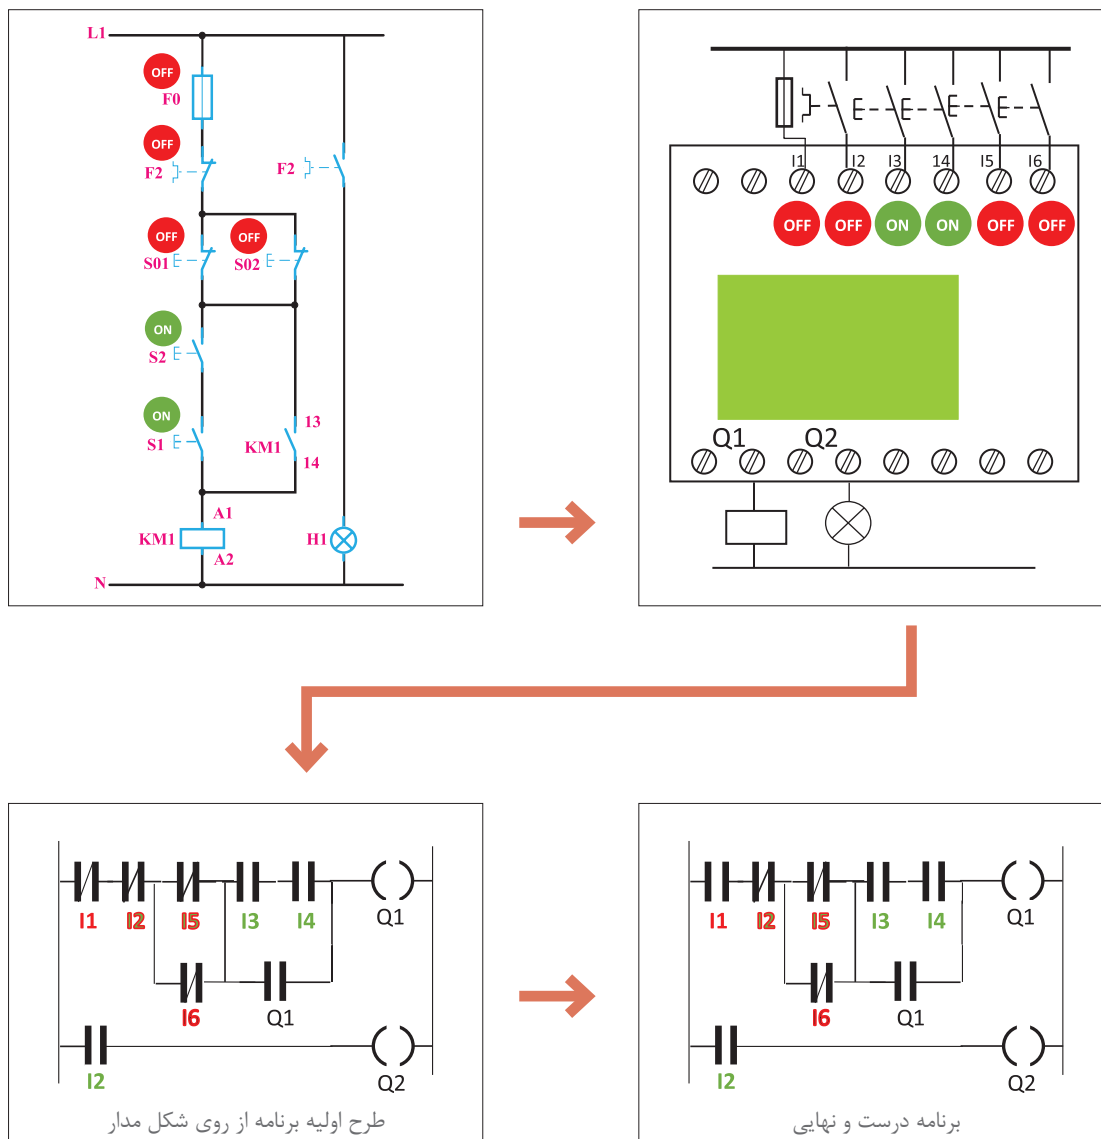 L1
OFF
F0
OFF
F2
F2
OFF
OFF
S01
S02
ON
S2
ON
S1
13
KM1
14
A1
KM1
A2
H1
N
I1
I2
I3
14
I5
I6
OFF
OFF
ON
ON
OFF
OFF
Q1
Q2
I1
I2
I5
I3
I4
Q1
I6
Q1
I2
Q2
طرح اولیه برنامه از روی شکل مدار
I1
I2
I5
I3
I4
Q1
I6
Q1
I2
Q2
برنامه درست و نهایی